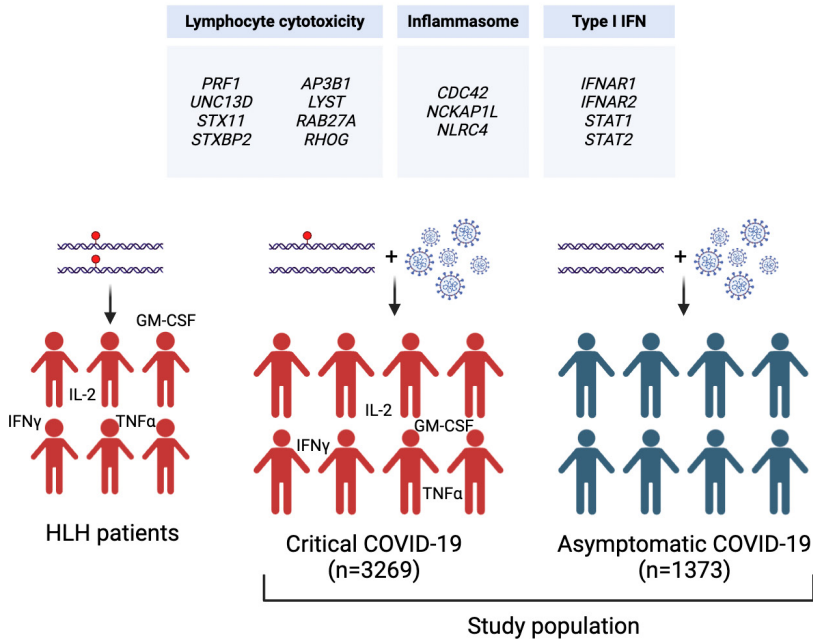 Lymphocyte cytotoxicity
Inflammasome
Type I IFN
PRF1
UNC13D
STX11
STXBP2
AP3B1
LYST
RAB27A
RHOG
CDC42
NCKAP1L
NLRC4
IFNAR1
IFNAR2
STAT1
STAT2
GM-CSF
IL-2
IFNγ
TNFα
HLH patients
+
IL-2
GM-CSF
IFNγ
TNFα
Critical COVID-19
(n=3269)
+
Asymptomatic COVID-19
(n=1373)
Study population